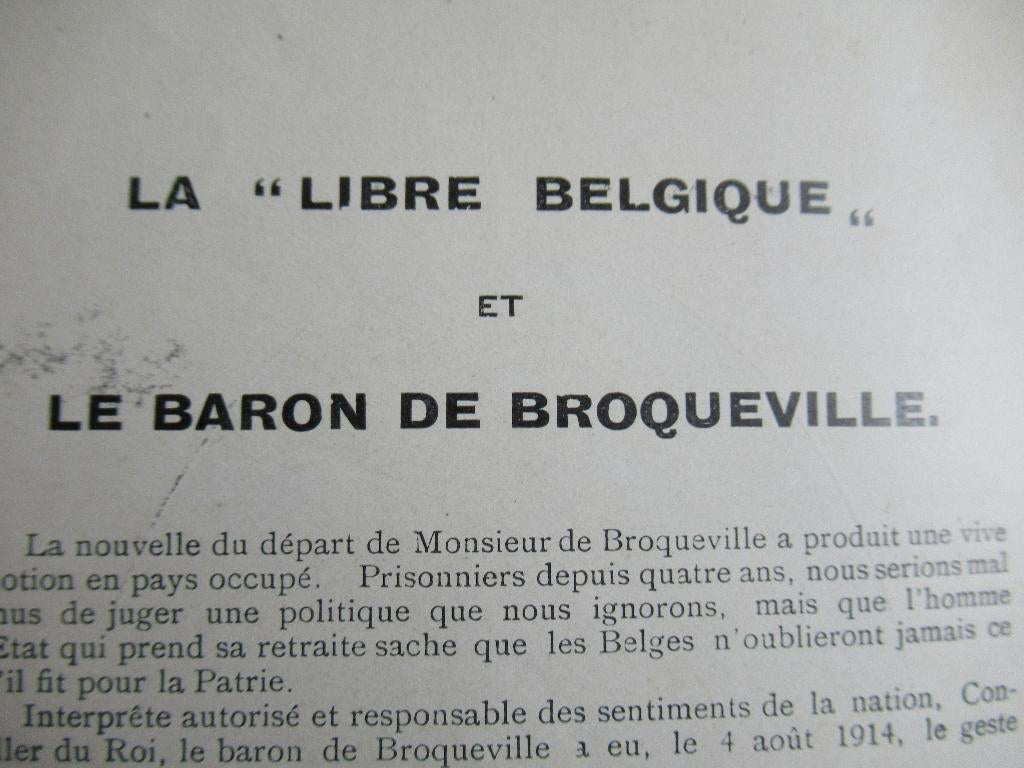 LA “ LIBRE BELGIQUE “
ET
LE BARON DE BROQUEVILLE.
La nouvelle du départ de Monsieur de Broqueville a produit une vive
otion en pays occupé. Prisonniers depuis quatre ans, nous serions mal
nus de juger une politique que nous ignorons, mais que l'homme
Etat qui prend sa retraite sache que les Belges n'oublieront jamais ce
'il fit pour la Patrie.
Interprête autorisé et responsable des sentiments de la nation, Con-
ller du Roi, le baron de Broqueville a eu, le 4 août 1914, le geste